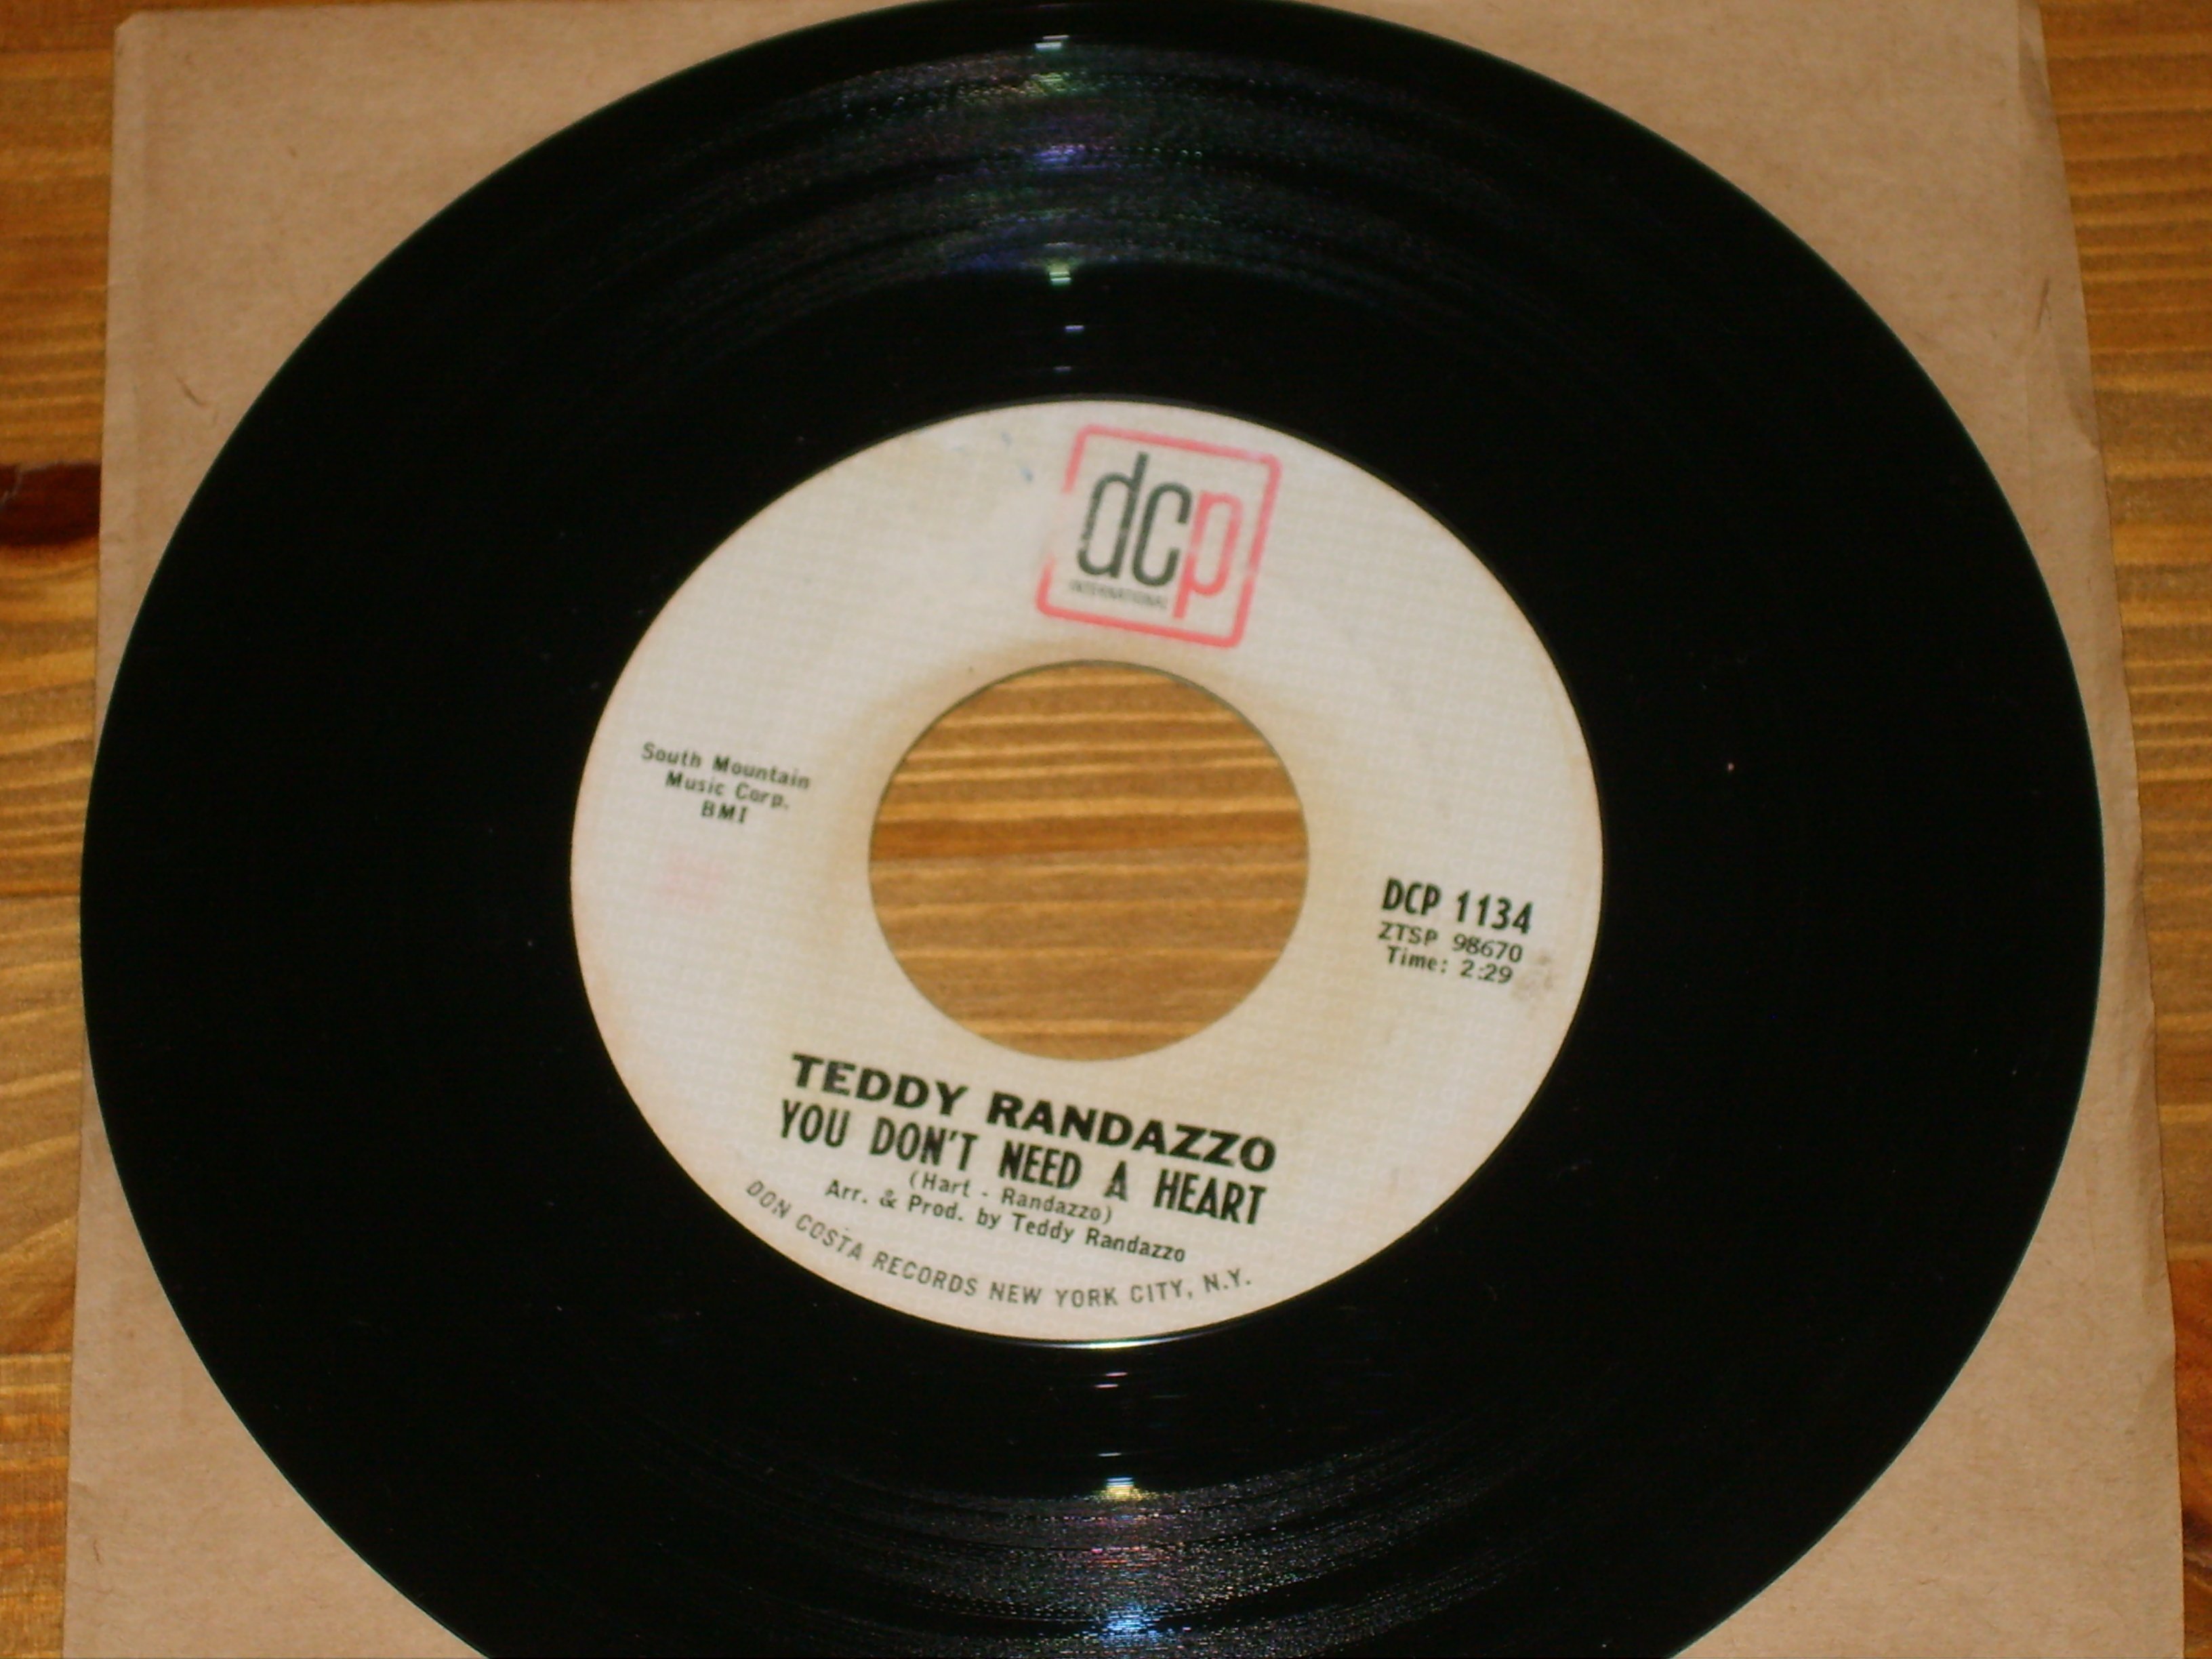 dcp
INTERNATIONAL
South Mountain
Music Corp.
BMI
DCP 1134
ZTSP 98670
Time: 2:29
TEDDY RANDAZZO
YOU DON'T NEED A HEART
(Hart - Randazzo)
Arr. & Prod. by Teddy Randazzo
DON COSTA RECORDS NEW YORK CITY, N.Y.